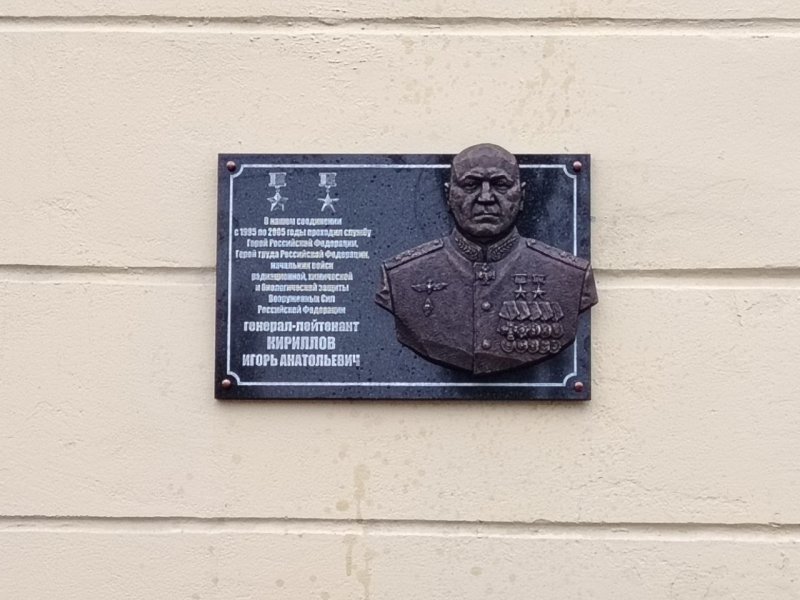 В нашем соединении
с 1995 по 2005 годы проходил службу
Герой Российской Федерации,
Герой труда Российской Федерации,
начальник войск
радиационной, химической
и биологической защиты
Вооруженных Сил
Российской Федерации
генерал-лейтенант
КИРИЛЛОВ
ИГОРЬ АНАТОЛЬЕВИЧ